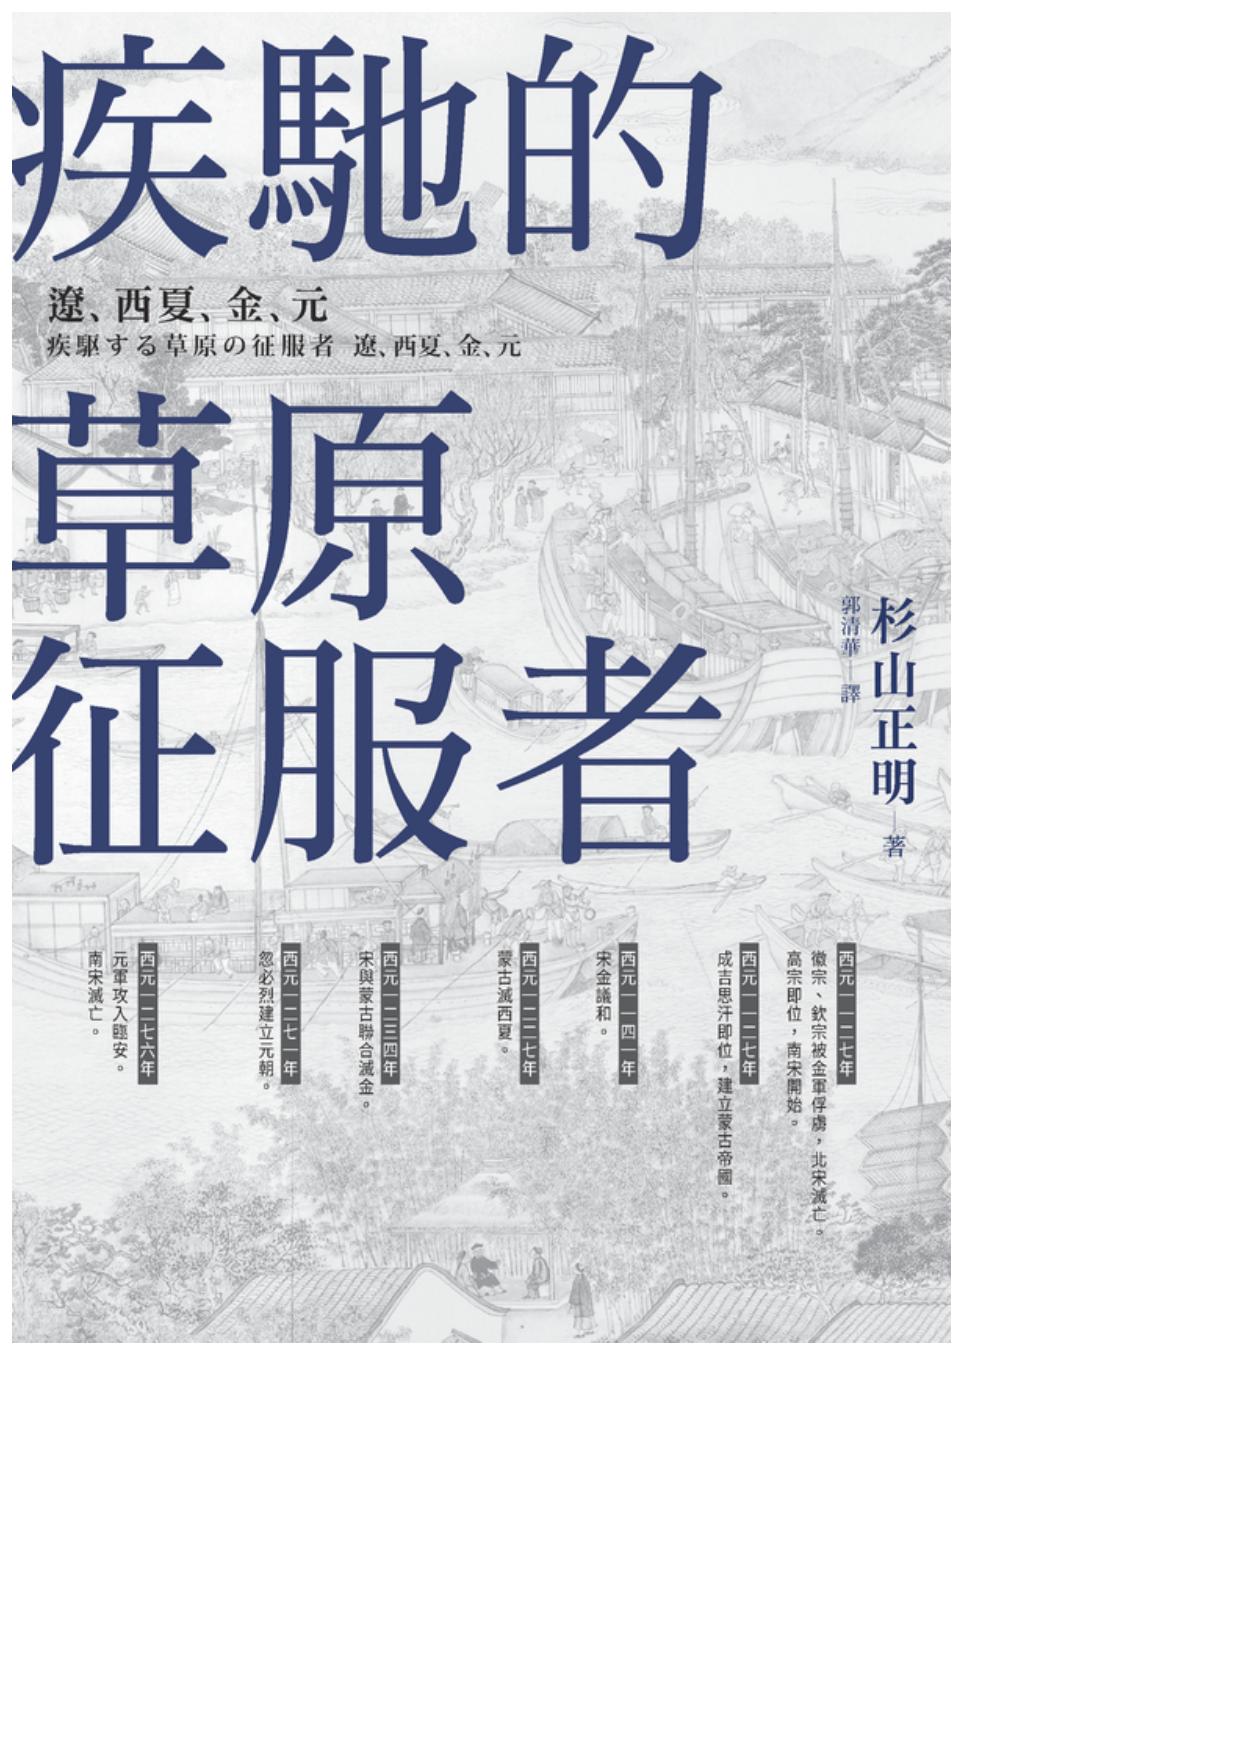 疾馳的
遼、西夏、金、元
疾駆する草原の征服者 遼、西夏、金、元
草原
征服者
杉山正明—著
郭清華—譯
西元一一二七年
徽宗、欽宗被金軍俘虜，北宋滅亡。
高宗即位，南宋開始。
西元一一二七年
成吉思汗即位，建立蒙古帝國。
西元一一四一年
宋金議和。
西元一二二七年
蒙古滅西夏。
西元一二三四年
宋與蒙古聯合滅金。
西元一二七一年
忽必烈建立元朝。
西元一二七六年
元軍攻入臨安。
南宋滅亡。